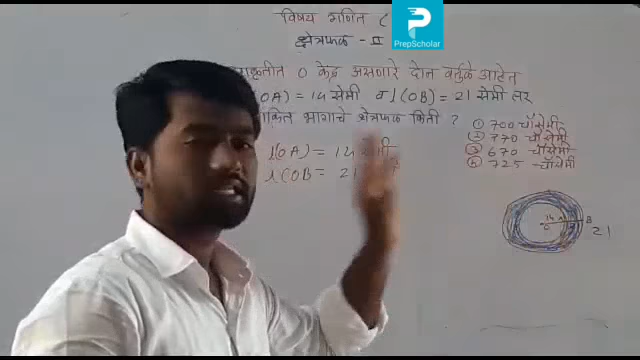 विषय गणित (
PrepScholar
क्षेत्रफळ - II
0 केंद्र असणारे दोन वर्तुळे आहेत
(OA) = 14 सेमी व l(OB) = 21 सेमी तर
भागाचे क्षेत्रफळ किती ?
① 700 चौसेमी
② 770 चौसेमी
③ 670 चौसेमी
④ 725 चौसेमी
l(OA) = 14 सेमी
l(OB = 21
14 A B
O
21